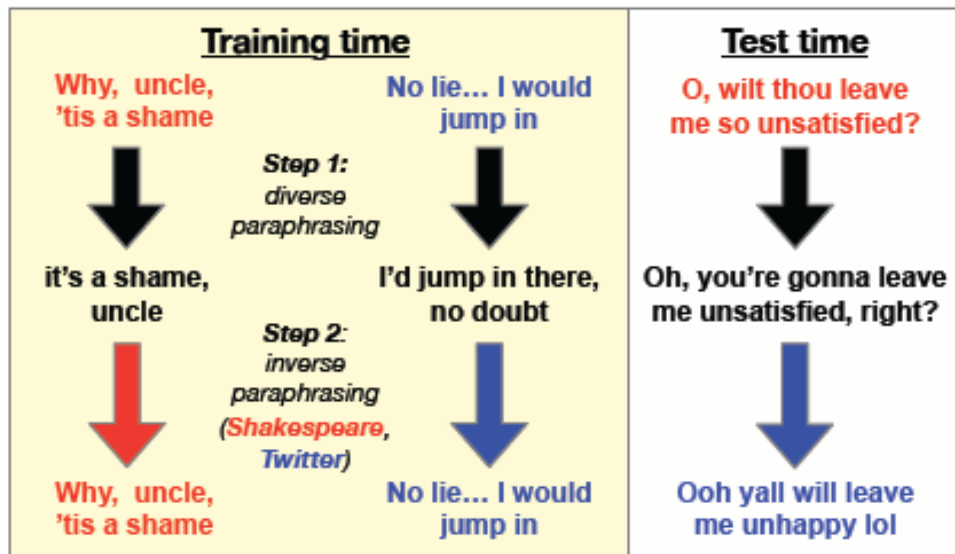 Training time
Why, uncle,
'tis a shame
No lie... I would
jump in
Step 1:
diverse
paraphrasing
it's a shame,
uncle
I'd jump in there,
no doubt
Step 2:
inverse
paraphrasing
(Shakespeare,
Twitter)
Why, uncle,
'tis a shame
No lie... I would
jump in
Test time
O, wilt thou leave
me so unsatisfied?
Oh, you're gonna leave
me unsatisfied, right?
Ooh yall will leave
me unhappy lol